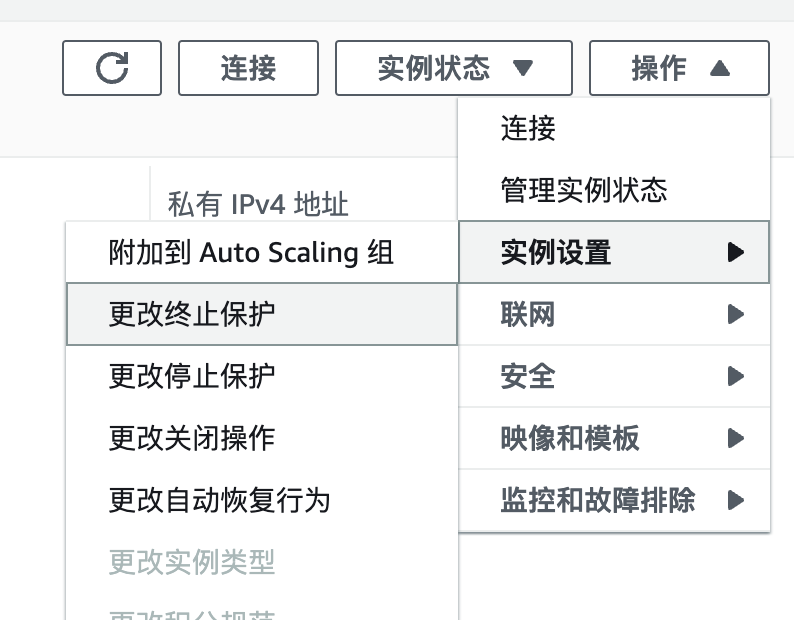 连接
实例状态
操作
连接
管理实例状态
私有 IPv4 地址
实例设置
附加到 Auto Scaling 组
更改终止保护
更改停止保护
更改关闭操作
更改自动恢复行为
更改实例类型
联网
安全
映像和模板
监控和故障排除